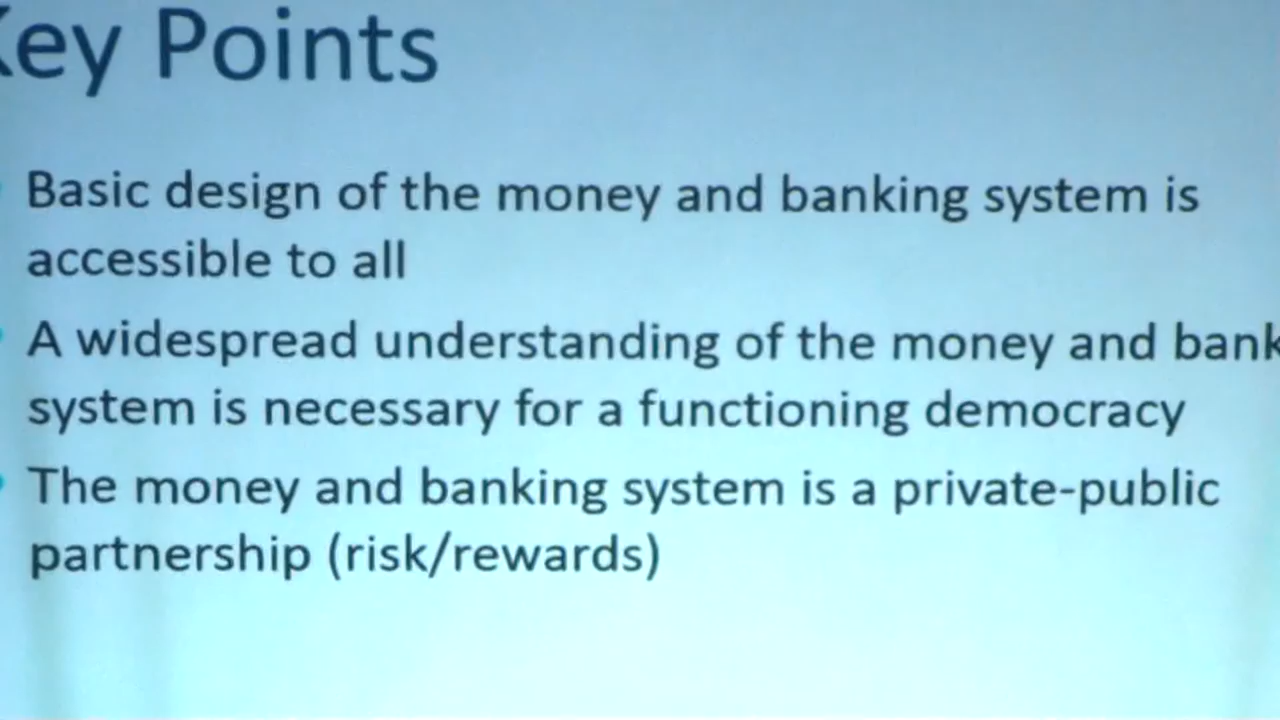 Key Points
Basic design of the money and banking system is
accessible to all
A widespread understanding of the money and bank
system is necessary for a functioning democracy
The money and banking system is a private-public
partnership (risk/rewards)